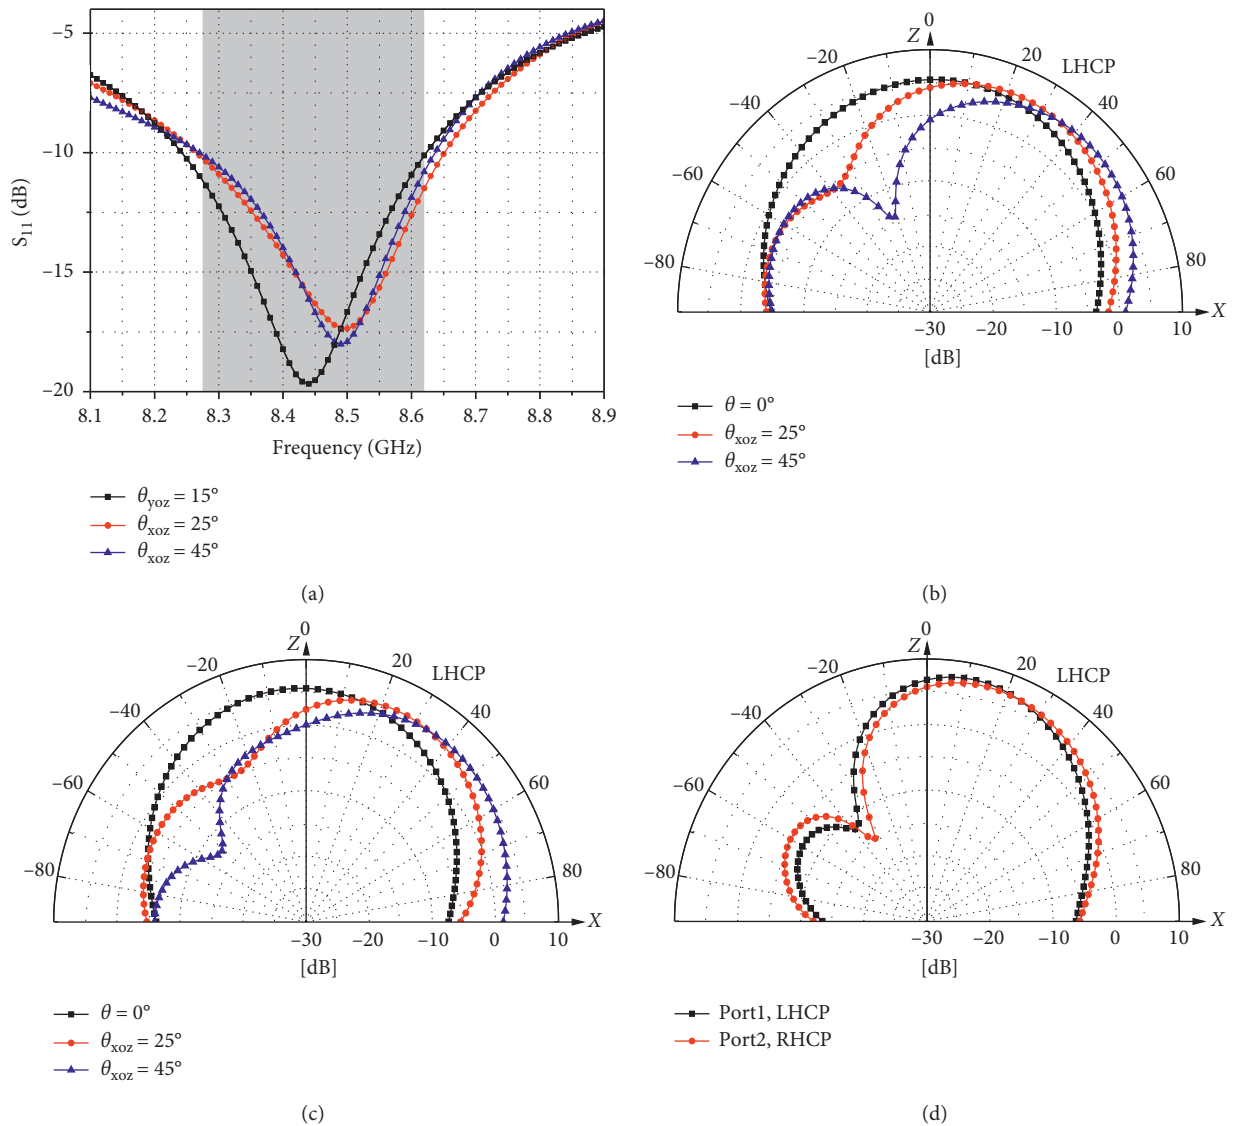 −5
−10
−15
−20
S11 (dB)
8.1 8.2 8.3 8.4 8.5 8.6 8.7 8.8 8.9
Frequency (GHz)
θyoz = 15°
θxoz = 25°
θxoz = 45°
(a)
0
Z
−20 20
LHCP
−40 40
−60 60
−80 80
X
−30 −20 −10 0 10
[dB]
θ = 0°
θxoz = 25°
θxoz = 45°
(b)
0
Z
−20 20
LHCP
−40 40
−60 60
−80 80
X
−30 −20 −10 0 10
[dB]
θ = 0°
θxoz = 25°
θxoz = 45°
(c)
0
Z
−20 20
LHCP
−40 40
−60 60
−80 80
X
−30 −20 −10 0 10
[dB]
Port1, LHCP
Port2, RHCP
(d)